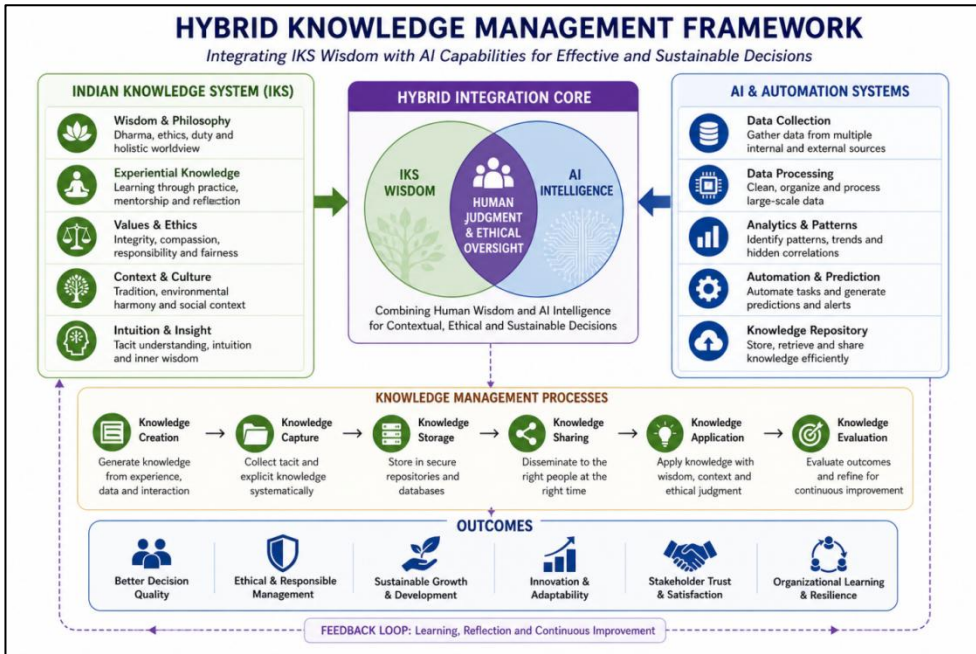 HYBRID KNOWLEDGE MANAGEMENT FRAMEWORK
Integrating IKS Wisdom with AI Capabilities for Effective and Sustainable Decisions
INDIAN KNOWLEDGE SYSTEM (IKS)
Wisdom & Philosophy
Dharma, ethics, duty and
holistic worldview
Experiential Knowledge
Learning through practice,
mentorship and reflection
Values & Ethics
Integrity, compassion,
responsibility and fairness
Context & Culture
Tradition, environmental
harmony and social context
Intuition & Insight
Tacit understanding, intuition
and inner wisdom
HYBRID INTEGRATION CORE
IKS
WISDOM
HUMAN
JUDGMENT
& ETHICAL
OVERSIGHT
AI
INTELLIGENCE
Combining Human Wisdom and AI Intelligence
for Contextual, Ethical and Sustainable Decisions
AI & AUTOMATION SYSTEMS
Data Collection
Gather data from multiple
internal and external sources
Data Processing
Clean, organize and process
large-scale data
Analytics & Patterns
Identify patterns, trends and
hidden correlations
Automation & Prediction
Automate tasks and generate
predictions and alerts
Knowledge Repository
Store, retrieve and share
knowledge efficiently
KNOWLEDGE MANAGEMENT PROCESSES
Knowledge
Creation
Generate knowledge
from experience,
data and interaction
Knowledge
Capture
Collect tacit and
explicit knowledge
systematically
Knowledge
Storage
Store in secure
repositories and
databases
Knowledge
Sharing
Disseminate to the
right people at the
right time
Knowledge
Application
Apply knowledge with
wisdom, context and
ethical judgment
Knowledge
Evaluation
Evaluate outcomes
and refine for
continuous improvement
OUTCOMES
Better Decision
Quality
Ethical & Responsible
Management
Sustainable Growth
& Development
Innovation &
Adaptability
Stakeholder Trust
& Satisfaction
Organizational Learning
& Resilience
FEEDBACK LOOP: Learning, Reflection and Continuous Improvement